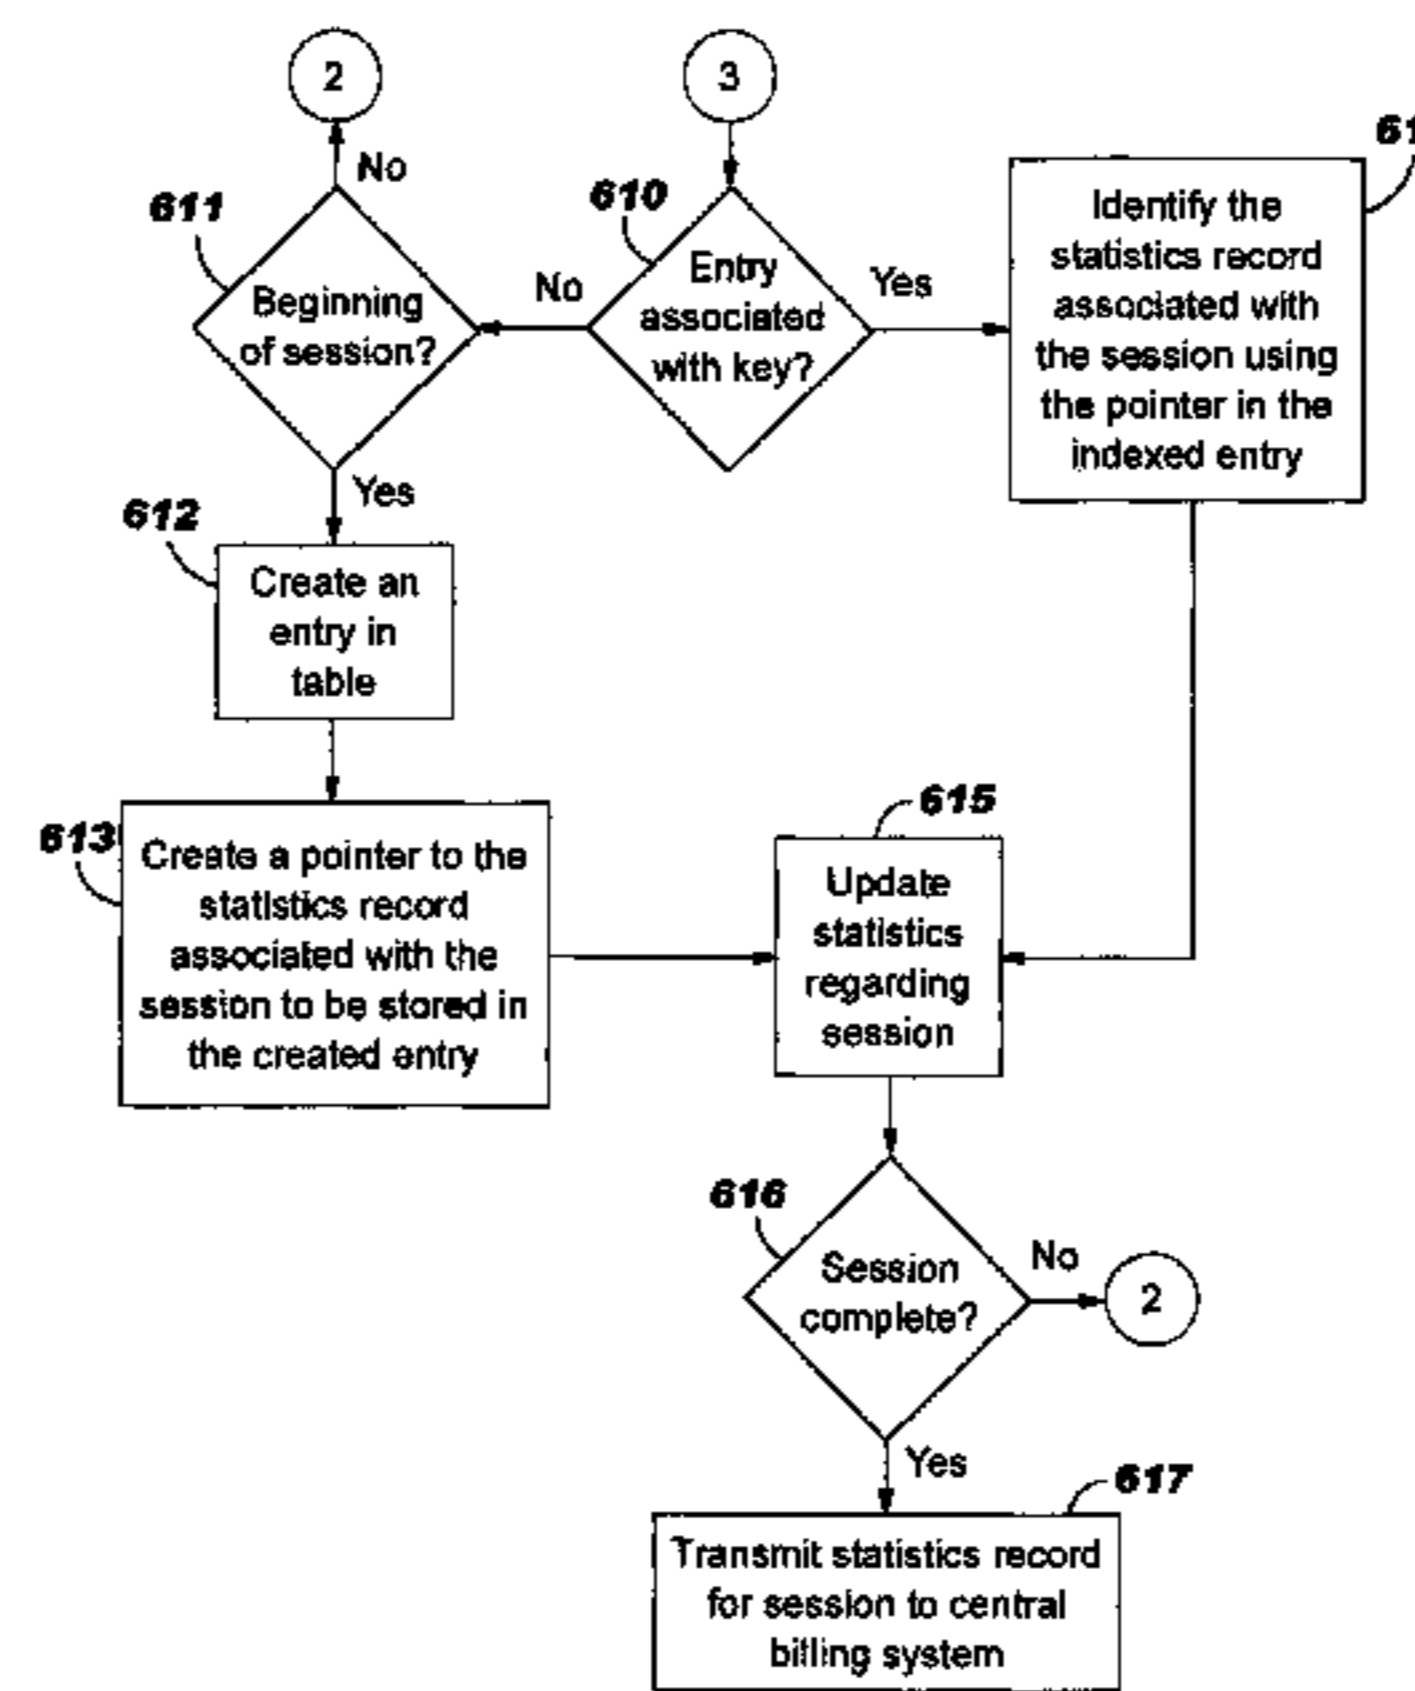 2
3
No
611
610
61
Identify the
statistics record
associated with
the session using
the pointer in the
indexed entry
Entry
associated
with key?
Yes
No
Beginning
of session?
Yes
612
Create an
entry in
table
613
Create a pointer to the
statistics record
associated with the
session to be stored in
the created entry
615
Update
statistics
regarding
session
616
Session
complete?
No
2
Yes
617
Transmit statistics record
for session to central
billing system